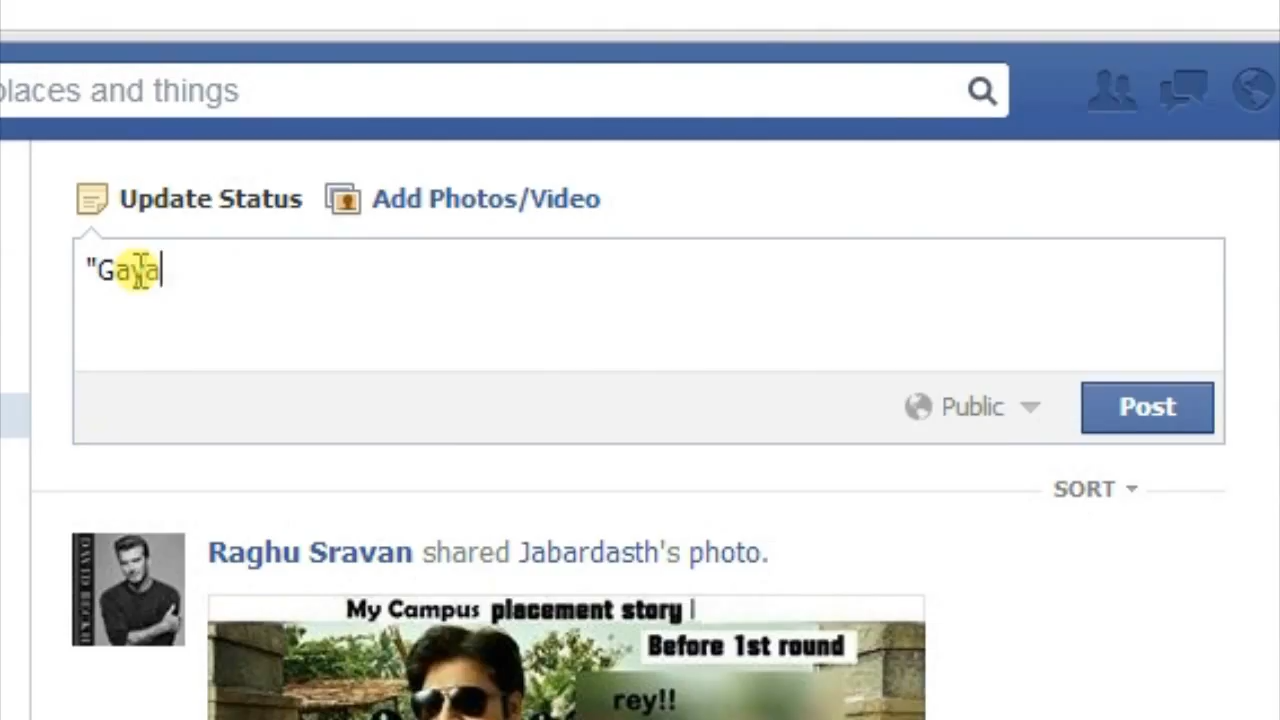 places and things
Update Status Add Photos/Video
"Gaya
Public Post
SORT
Raghu Sravan shared Jabardasth's photo.
My Campus placement story
Before 1st round
rey!!